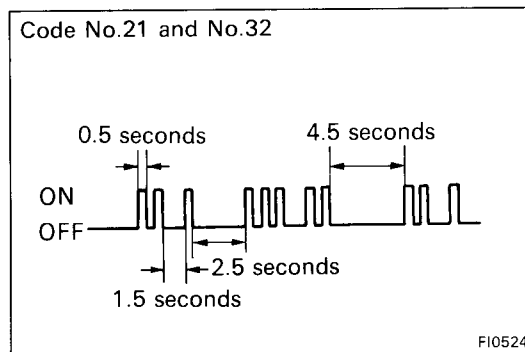 Code No.21 and No.32
0.5 seconds
4.5 seconds
ON
OFF
2.5 seconds
1.5 seconds
FI0524